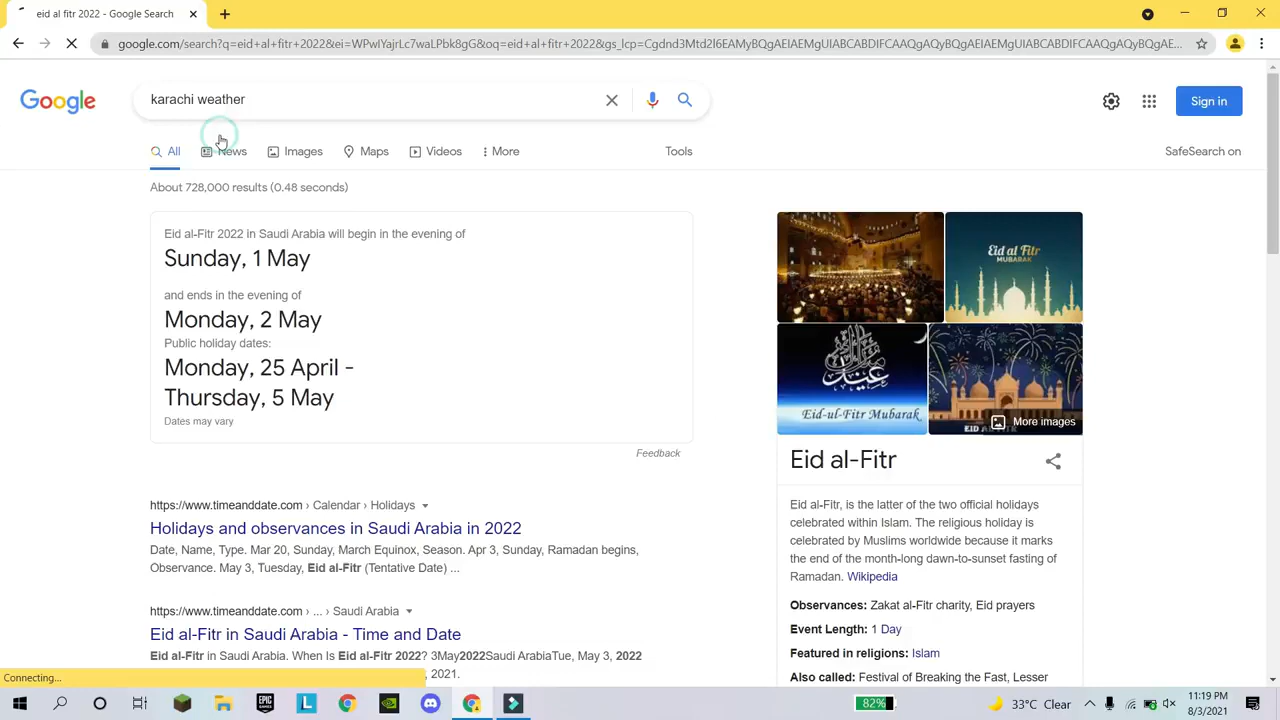 eid al fitr 2022 - Google Search
google.com/search?q=eid+al+fitr+2022&ei=WPwIYajrLc7waLPbk8gG&oq=eid+al+fitr+2022&gs_lcp=Cgdnd3Mtd2l6EAMyBQgAEIAEMgUIABCABDIFCAAQgAQyBQgAEIAEMgUIABCABDIFCAAQgAQyBQgAE...
Google
karachi weather
Sign in
All
News
Images
Maps
Videos
More
Tools
SafeSearch on
About 728,000 results (0.48 seconds)
Eid al-Fitr 2022 in Saudi Arabia will begin in the evening of
Sunday, 1 May
and ends in the evening of
Monday, 2 May
Public holiday dates:
Monday, 25 April -
Thursday, 5 May
Dates may vary
Feedback
Eid al Fitr
MUBARAK
عيد
Eid-ul-Fitr Mubarak
More images
Eid al-Fitr
Eid al-Fitr, is the latter of the two official holidays
celebrated within Islam. The religious holiday is
celebrated by Muslims worldwide because it marks
the end of the month-long dawn-to-sunset fasting of
Ramadan. Wikipedia
Observances: Zakat al-Fitr charity, Eid prayers
Event Length: 1 Day
Featured in religions: Islam
Also called: Festival of Breaking the Fast, Lesser
https://www.timeanddate.com › Calendar › Holidays
Holidays and observances in Saudi Arabia in 2022
Date, Name, Type. Mar 20, Sunday, March Equinox, Season. Apr 3, Sunday, Ramadan begins,
Observance. May 3, Tuesday, Eid al-Fitr (Tentative Date) ...
https://www.timeanddate.com › ... › Saudi Arabia
Eid al-Fitr in Saudi Arabia - Time and Date
Eid al-Fitr in Saudi Arabia. When Is Eid al-Fitr 2022? 3May2022Saudi ArabiaTue, May 3, 2022
, 2021.
Connecting...
EPIC
GAMES
L
82%
33°C Clear
11:19 PM
8/3/2021